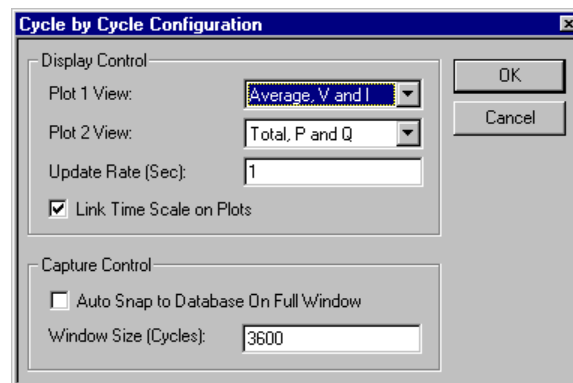 Cycle by Cycle Configuration
Display Control
Plot 1 View: Average, V and I
Plot 2 View: Total, P and Q
Update Rate (Sec): 1
Link Time Scale on Plots
OK
Cancel
Capture Control
Auto Snap to Database On Full Window
Window Size (Cycles): 3600